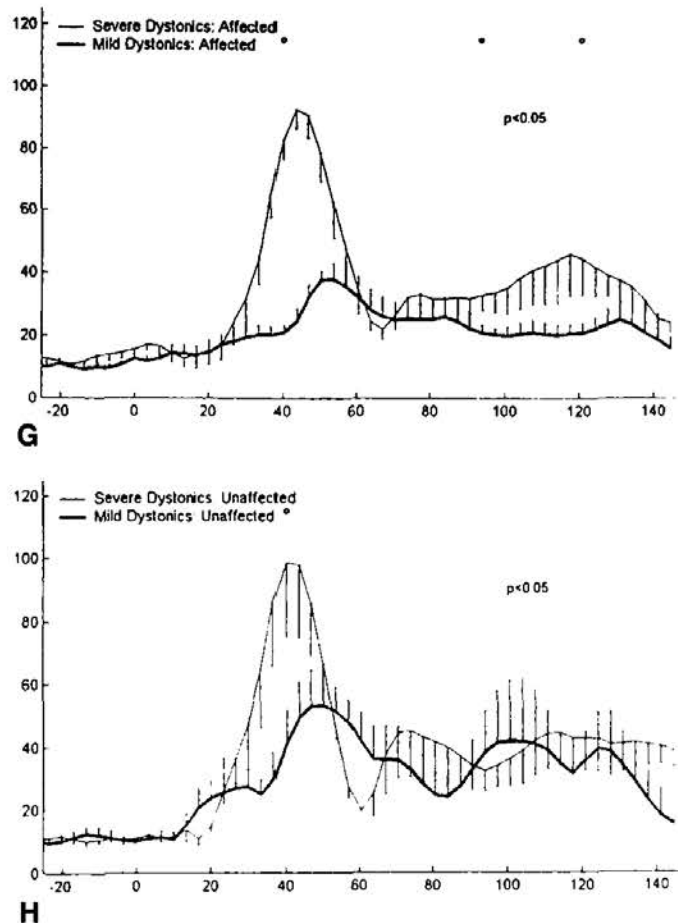 120
Severe Dystonics: Affected
Mild Dystonics: Affected
100
p<0.05
80
60
40
20
0
-20 0 20 40 60 80 100 120 140
G
120
Severe Dystonics Unaffected
Mild Dystonics Unaffected
100
p<0.05
80
60
40
20
0
-20 0 20 40 60 80 100 120 140
H